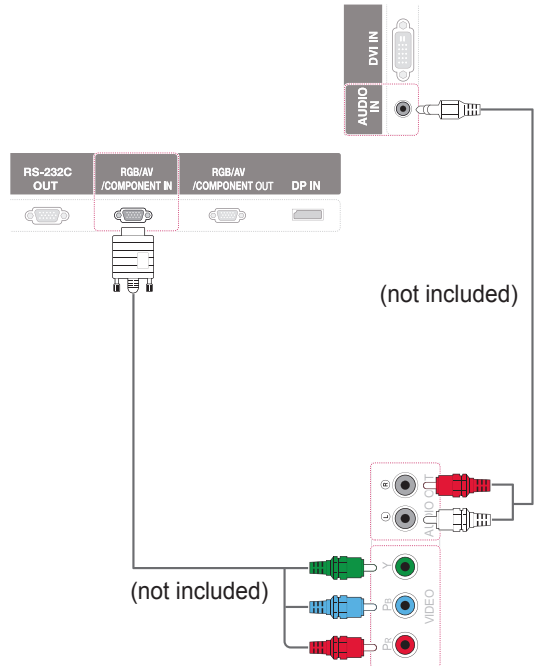 DVI IN
AUDIO
IN
RS-232C
OUT
RGB/AV
/COMPONENT IN
RGB/AV
/COMPONENT OUT
DP IN
(not included)
R
L
AUDIO OUT
(not included)
Y
PB
PR
VIDEO